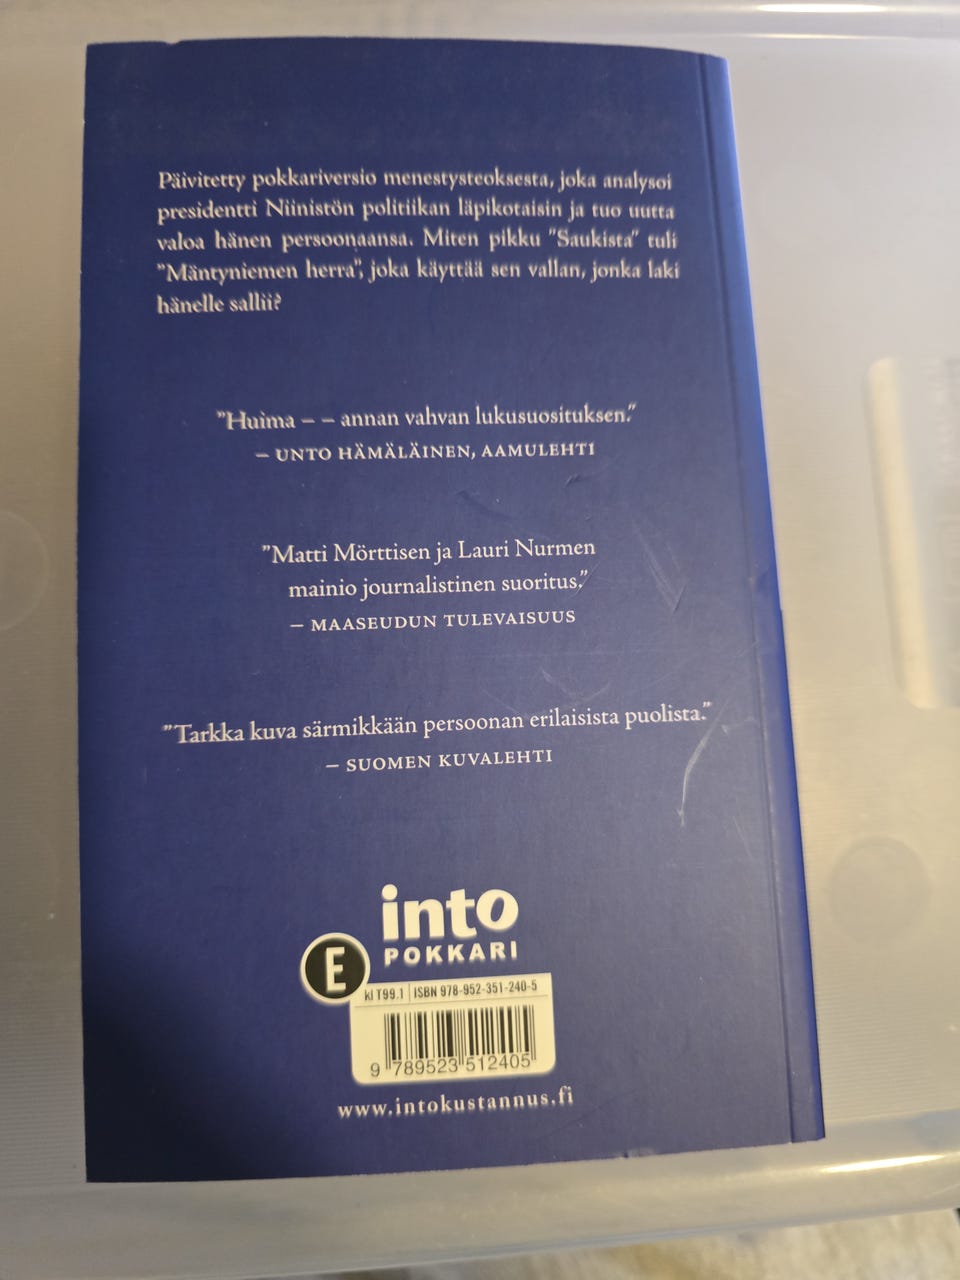 Päivitetty pokkariversio menestysteoksesta, joka analysoi
presidentti Niinistön politiikan läpikotaisin ja tuo uutta
valoa hänen persoonaansa. Miten pikku ”Saukista” tuli
”Mäntyniemen herra”, joka käyttää sen vallan, jonka laki
hänelle sallii?
”Huima – – annan vahvan lukusuosituksen.”
– UNTO HÄMÄLÄINEN, AAMULEHTI
”Matti Mörttisen ja Lauri Nurmen
mainio journalistinen suoritus.”
– MAASEUDUN TULEVAISUUS
”Tarkka kuva särmikkään persoonan erilaisista puolista.”
– SUOMEN KUVALEHTI
into
POKKARI
E
kl T99.1 | ISBN 978-952-351-240-5
9 789523 512405
www.intokustannus.fi